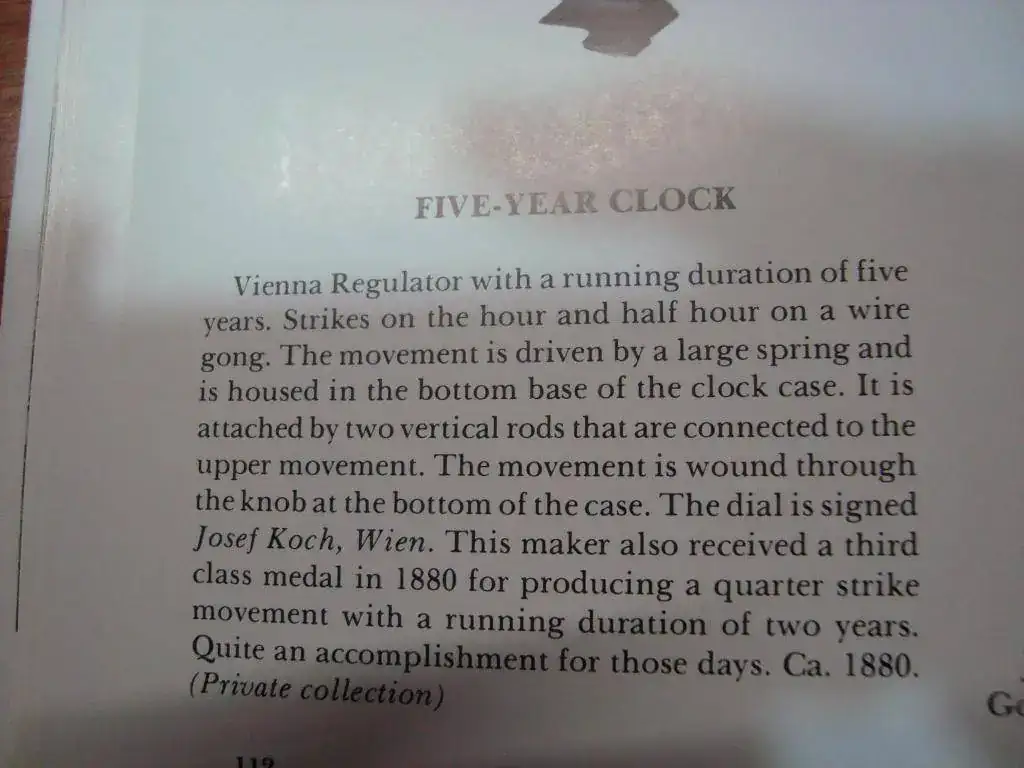 FIVE-YEAR CLOCK
Vienna Regulator with a running duration of five
years. Strikes on the hour and half hour on a wire
gong. The movement is driven by a large spring and
is housed in the bottom base of the clock case. It is
attached by two vertical rods that are connected to the
upper movement. The movement is wound through
the knob at the bottom of the case. The dial is signed
Josef Koch, Wien. This maker also received a third
class medal in 1880 for producing a quarter strike
movement with a running duration of two years.
Quite an accomplishment for those days. Ca. 1880.
(Private collection)